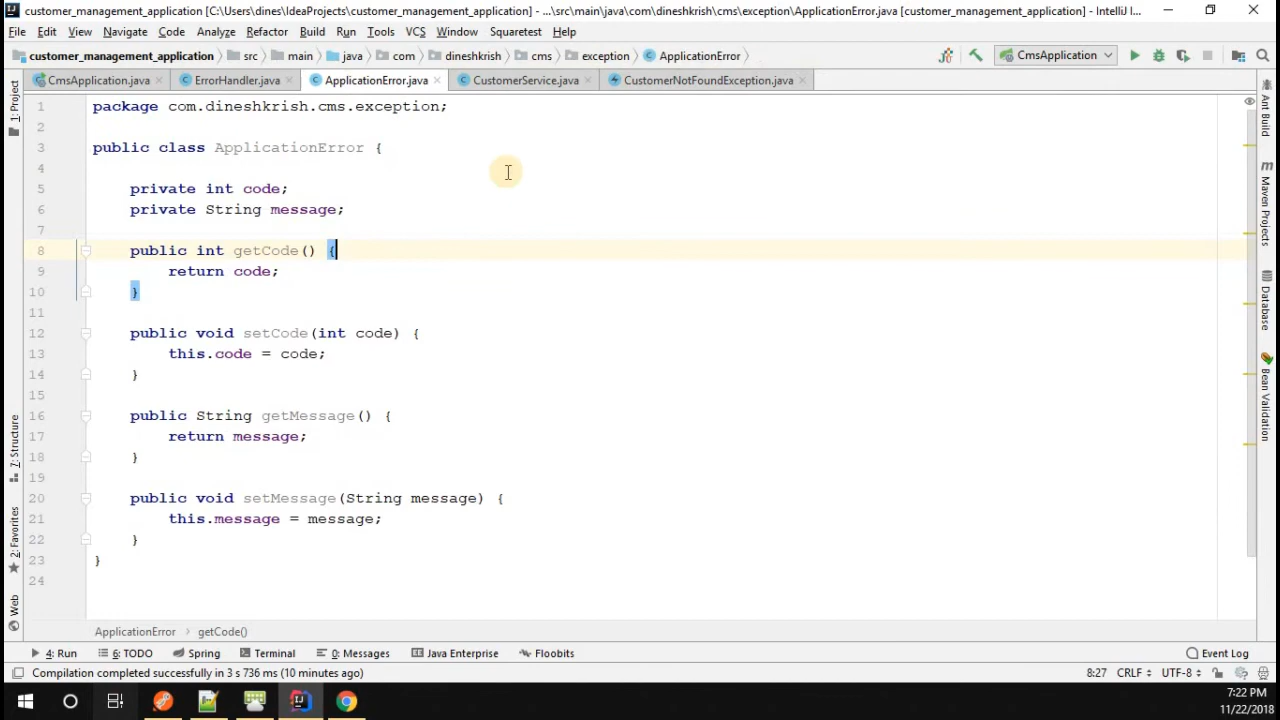 customer_management_application [C:\Users\dines\IdeaProjects\customer_management_application] - ...\src\main\java\com\dineshkrish\cms\exception\ApplicationError.java [customer_management_application] - IntelliJ I...
File Edit View Navigate Code Analyze Refactor Build Run Tools VCS Window Squaretest Help
customer_management_application src main java com dineshkrish cms exception ApplicationError CmsApplication
CmsApplication.java ErrorHandler.java ApplicationError.java CustomerService.java CustomerNotFoundException.java
1 package com.dineshkrish.cms.exception;
2
3 public class ApplicationError {
4
5 private int code;
6 private String message;
7
8 public int getCode() {
9 return code;
10 }
11
12 public void setCode(int code) {
13 this.code = code;
14 }
15
16 public String getMessage() {
17 return message;
18 }
19
20 public void setMessage(String message) {
21 this.message = message;
22 }
23 }
24
1: Project
7: Structure
2: Favorites
Web
Ant Build
Maven Projects
Database
Bean Validation
ApplicationError › getCode()
4: Run 6: TODO Spring Terminal 0: Messages Java Enterprise Floobits Event Log
Compilation completed successfully in 3 s 736 ms (10 minutes ago) 8:27 CRLF UTF-8
7:22 PM
11/22/2018